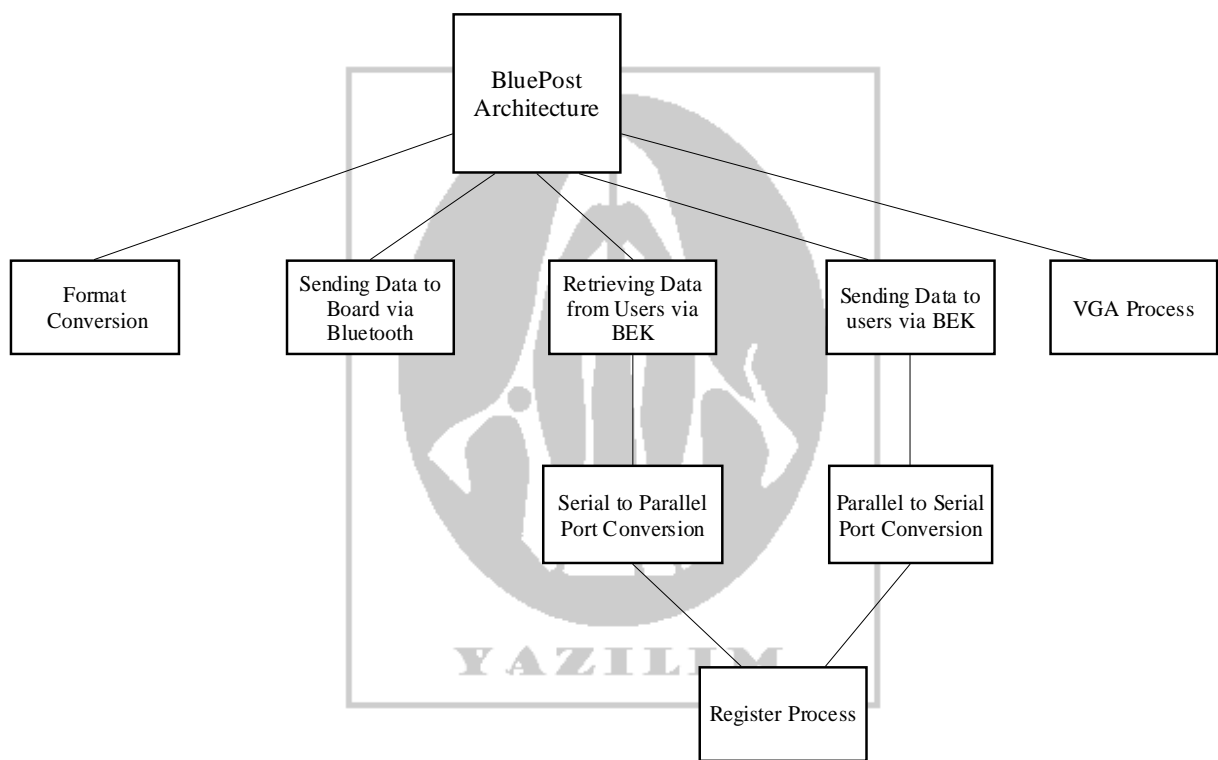 BluePost
Architecture
Format
Conversion
Sending Data to
Board via
Bluetooth
Retrieving Data
from Users via
BEK
Sending Data to
users via BEK
VGA Process
Serial to Parallel
Port Conversion
Parallel to Serial
Port Conversion
YAZILIM
Register Process